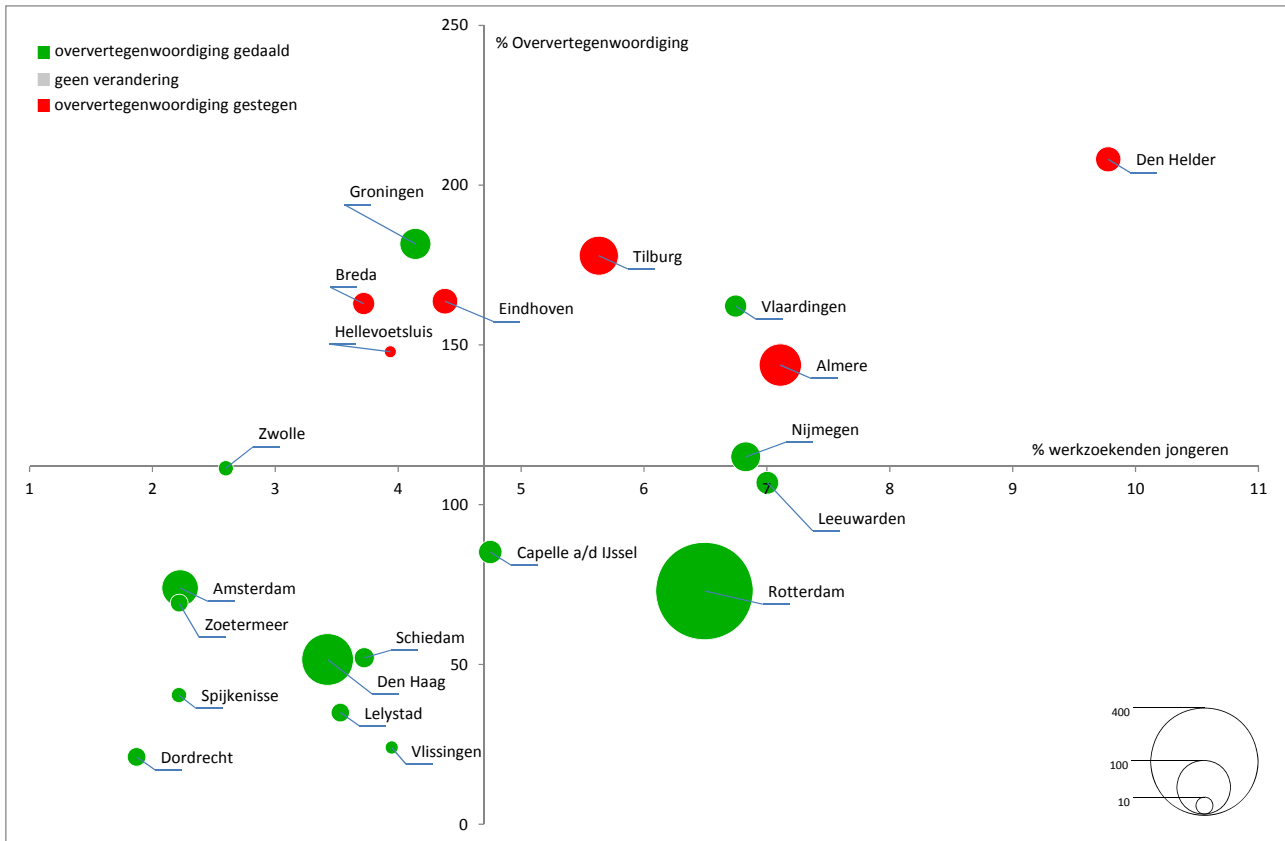 250
% Oververtegenwoordiging
oververtegenwoordiging gedaald
geen verandering
oververtegenwoordiging gestegen
Den Helder
200
Groningen
Tilburg
Breda
Eindhoven
Vlaardingen
Hellevoetsluis
150
Almere
Nijmegen
Zwolle
% werkzoekenden jongeren
1 2 3 4 5 6 7 8 9 10 11
100
Leeuwarden
Capelle a/d IJssel
Amsterdam
Rotterdam
Zoetermeer
Schiedam
50
Den Haag
Spijkenisse
Lelystad
Vlissingen
Dordrecht
400
100
10
0